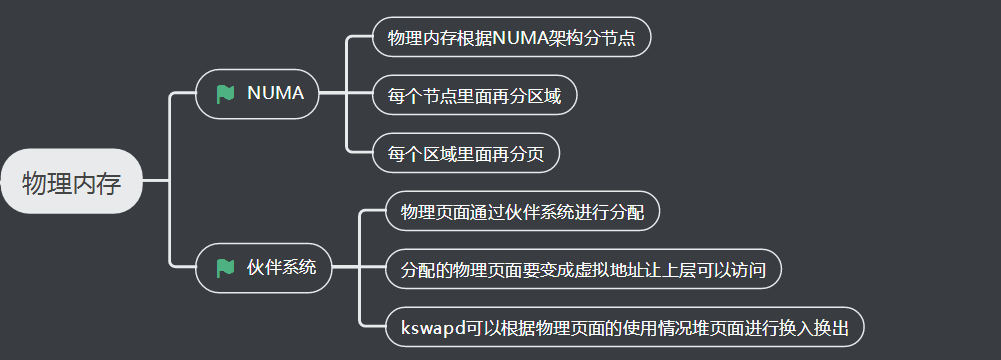 物理内存
NUMA
物理内存根据NUMA架构分节点
每个节点里面再分区域
每个区域里面再分页
伙伴系统
物理页面通过伙伴系统进行分配
分配的物理页面要变成虚拟地址让上层可以访问
kswapd可以根据物理页面的使用情况堆页面进行换入换出